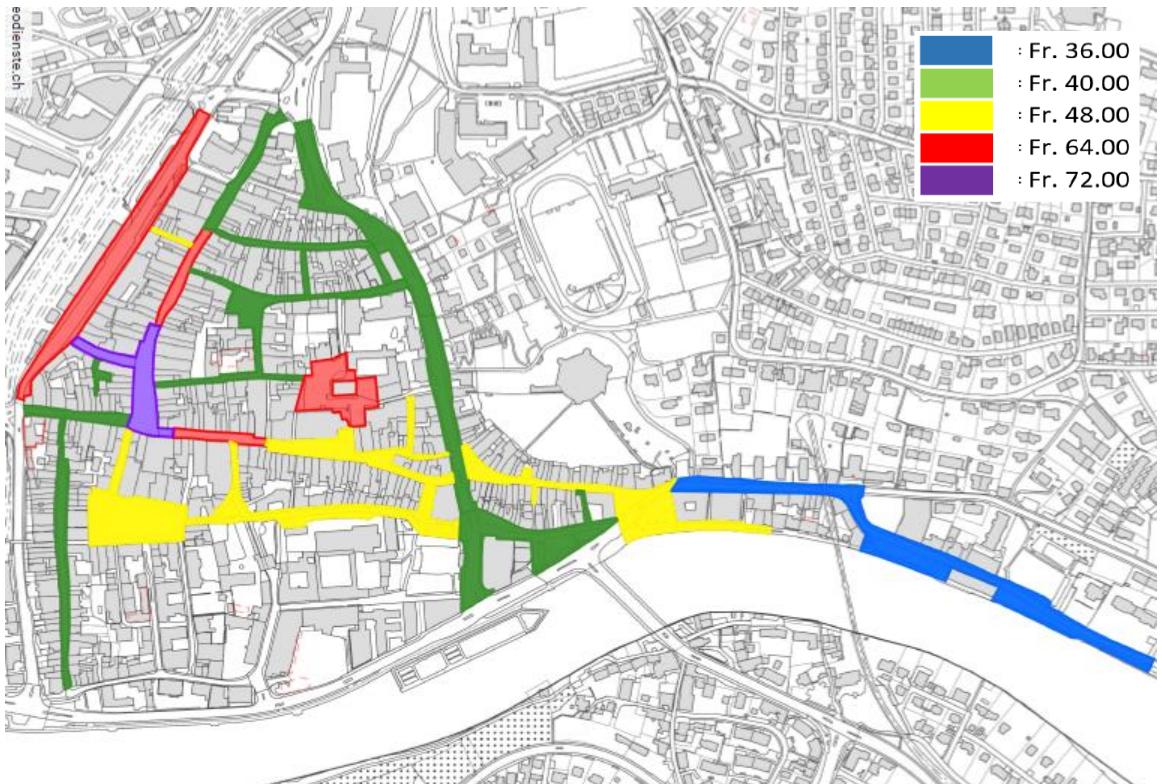 eodienste.ch
: Fr. 36.00
: Fr. 40.00
: Fr. 48.00
: Fr. 64.00
: Fr. 72.00